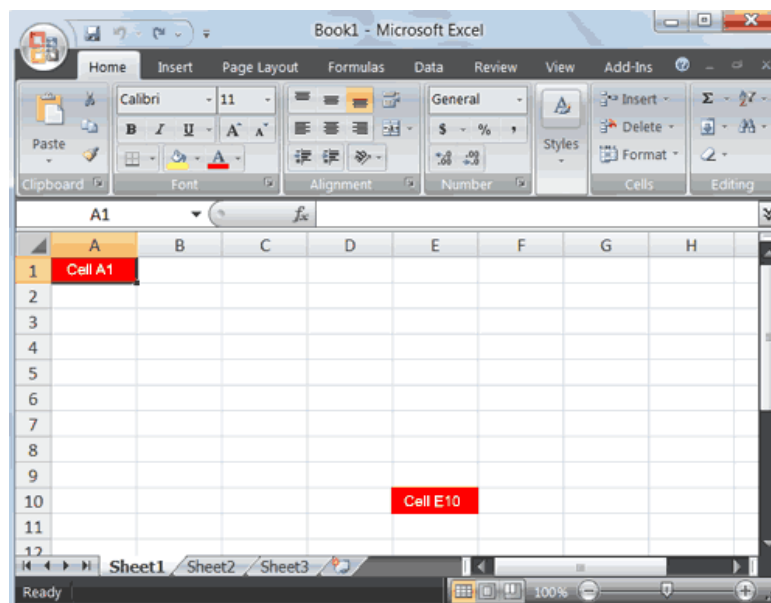 Book1 - Microsoft Excel
Home Insert Page Layout Formulas Data Review View Add-Ins
Calibri 11 General Insert
B I U A A $ % , Styles Delete
Paste A Format
Clipboard Font Alignment Number Cells Editing
A1 fx
A B C D E F G H
1 Cell A1
2
3
4
5
6
7
8
9
10 Cell E10
11
12
Sheet1 Sheet2 Sheet3
Ready 100%